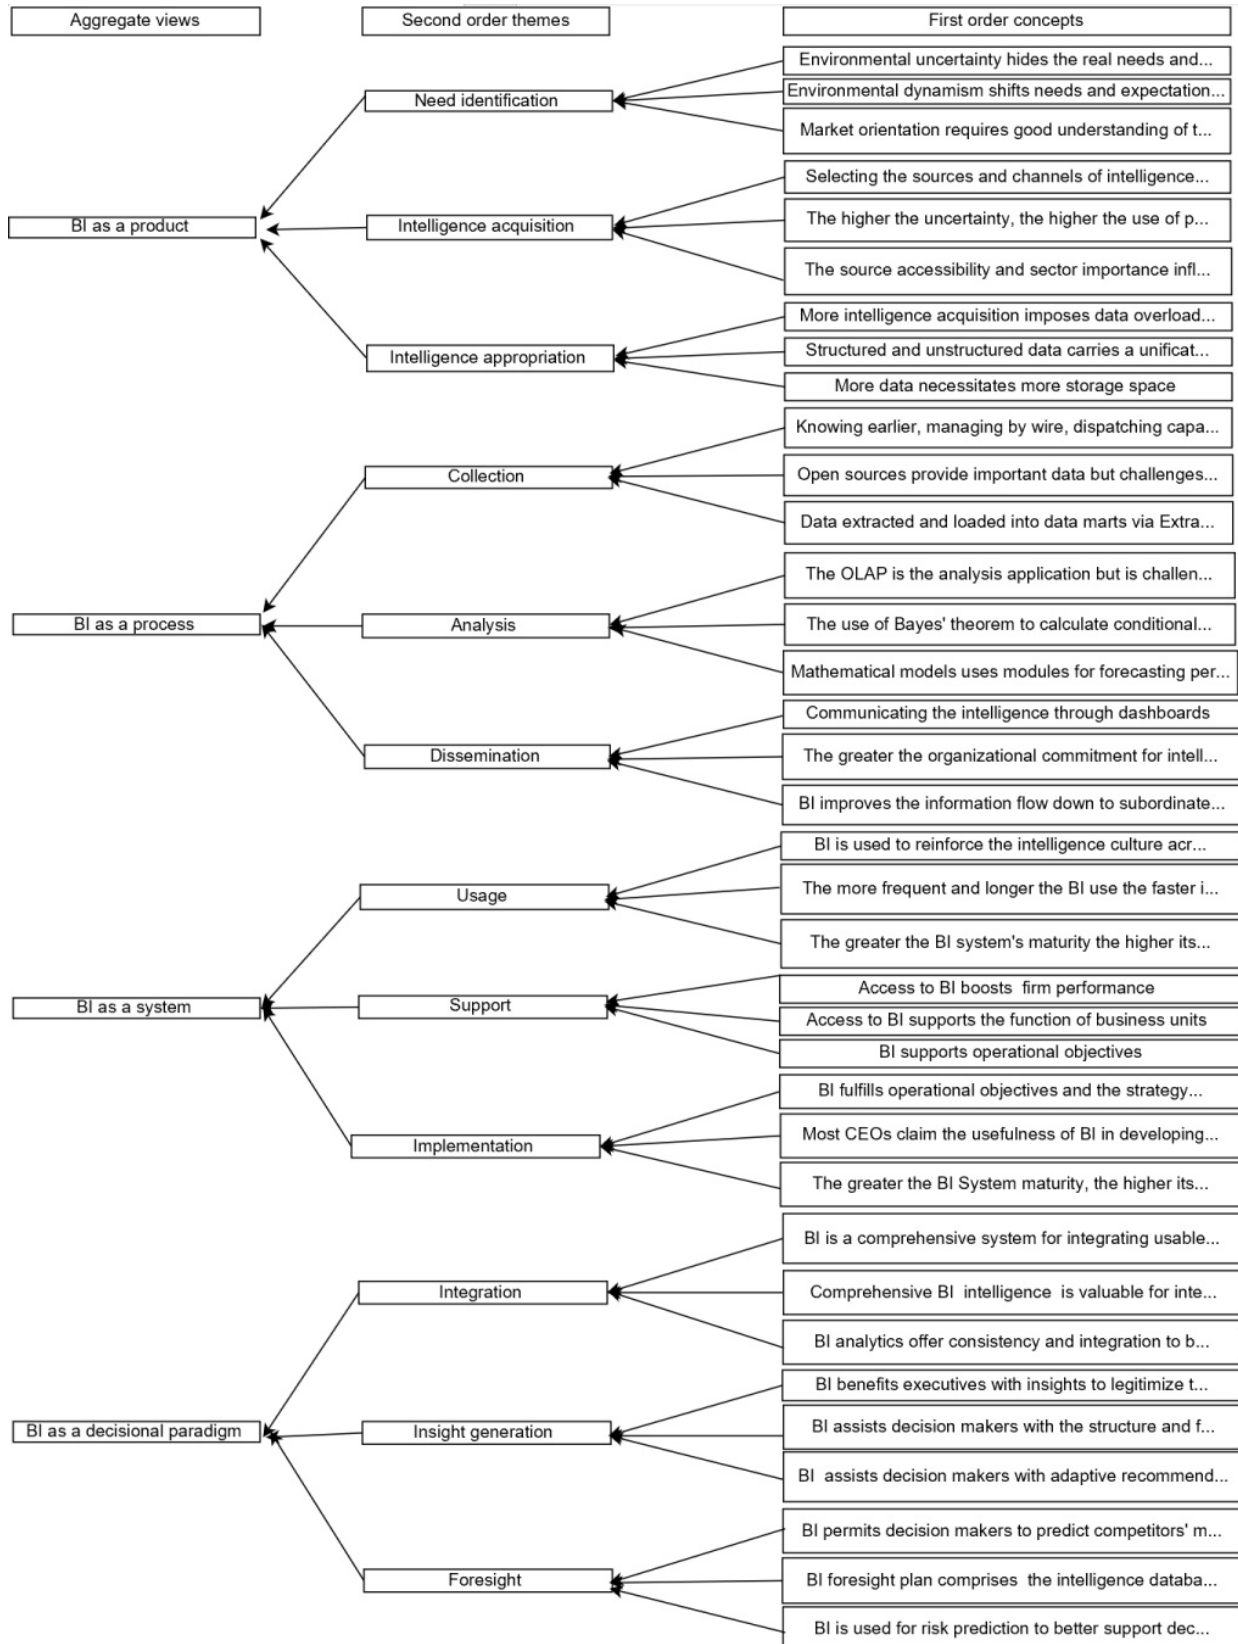 Aggregate views
Second order themes
First order concepts
Environmental uncertainty hides the real needs and...
Need identification
Environmental dynamism shifts needs and expectation...
Market orientation requires good understanding of t...
Selecting the sources and channels of intelligence...
BI as a product
Intelligence acquisition
The higher the uncertainty, the higher the use of p...
The source accessibility and sector importance infl...
More intelligence acquisition imposes data overload...
Intelligence appropriation
Structured and unstructured data carries a unificat...
More data necessitates more storage space
Knowing earlier, managing by wire, dispatching capa...
Collection
Open sources provide important data but challenges...
Data extracted and loaded into data marts via Extra...
The OLAP is the analysis application but is challen...
BI as a process
Analysis
The use of Bayes' theorem to calculate conditional...
Mathematical models uses modules for forecasting per...
Communicating the intelligence through dashboards
Dissemination
The greater the organizational commitment for intell...
BI improves the information flow down to subordinate...
BI is used to reinforce the intelligence culture acr...
Usage
The more frequent and longer the BI use the faster i...
The greater the BI system's maturity the higher its...
Access to BI boosts  firm performance
BI as a system
Support
Access to BI supports the function of business units
BI supports operational objectives
BI fulfills operational objectives and the strategy...
Implementation
Most CEOs claim the usefulness of BI in developing...
The greater the BI System maturity, the higher its...
BI is a comprehensive system for integrating usable...
Integration
Comprehensive BI  intelligence  is valuable for inte...
BI analytics offer consistency and integration to b...
BI benefits executives with insights to legitimize t...
BI as a decisional paradigm
Insight generation
BI assists decision makers with the structure and f...
BI  assists decision makers with adaptive recommend...
BI permits decision makers to predict competitors' m...
Foresight
BI foresight plan comprises  the intelligence databa...
BI is used for risk prediction to better support dec...